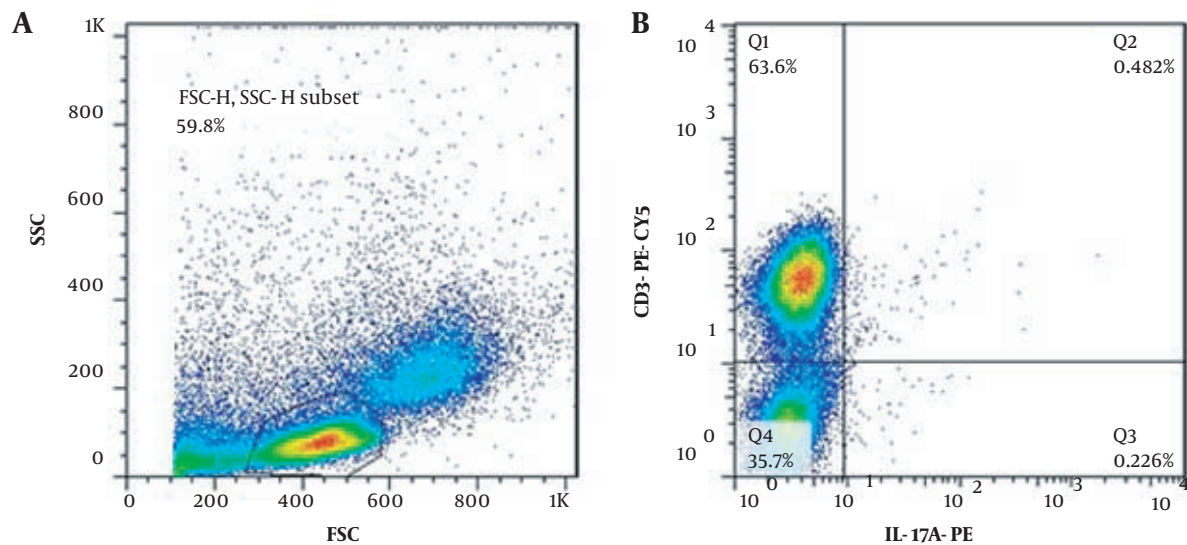 A
1K
800
600
400
200
0
SSC
FSC-H, SSC- H subset
59.8%
0 200 400 600 800 1K
FSC
B
10 4
10 3
10 2
10 1
10 0
CD3- PE- CY5
Q1
63.6%
Q2
0.482%
Q4
35.7%
Q3
0.226%
10 0 10 1 10 2 10 3 10 4
IL- 17A- PE